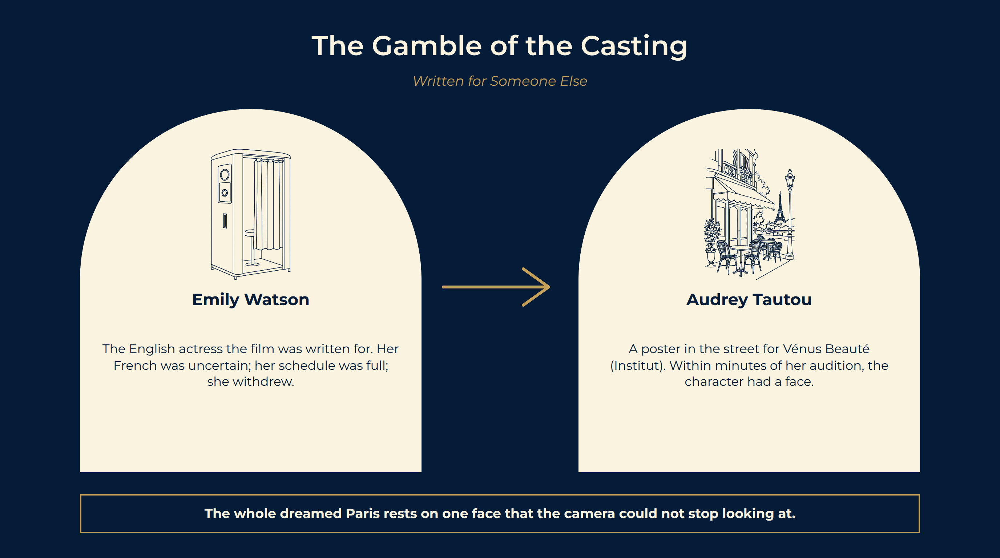 The Gamble of the Casting
Written for Someone Else
Emily Watson
The English actress the film was written for. Her
French was uncertain; her schedule was full;
she withdrew.
Audrey Tautou
A poster in the street for Vénus Beauté
(Institut). Within minutes of her audition, the
character had a face.
The whole dreamed Paris rests on one face that the camera could not stop looking at.